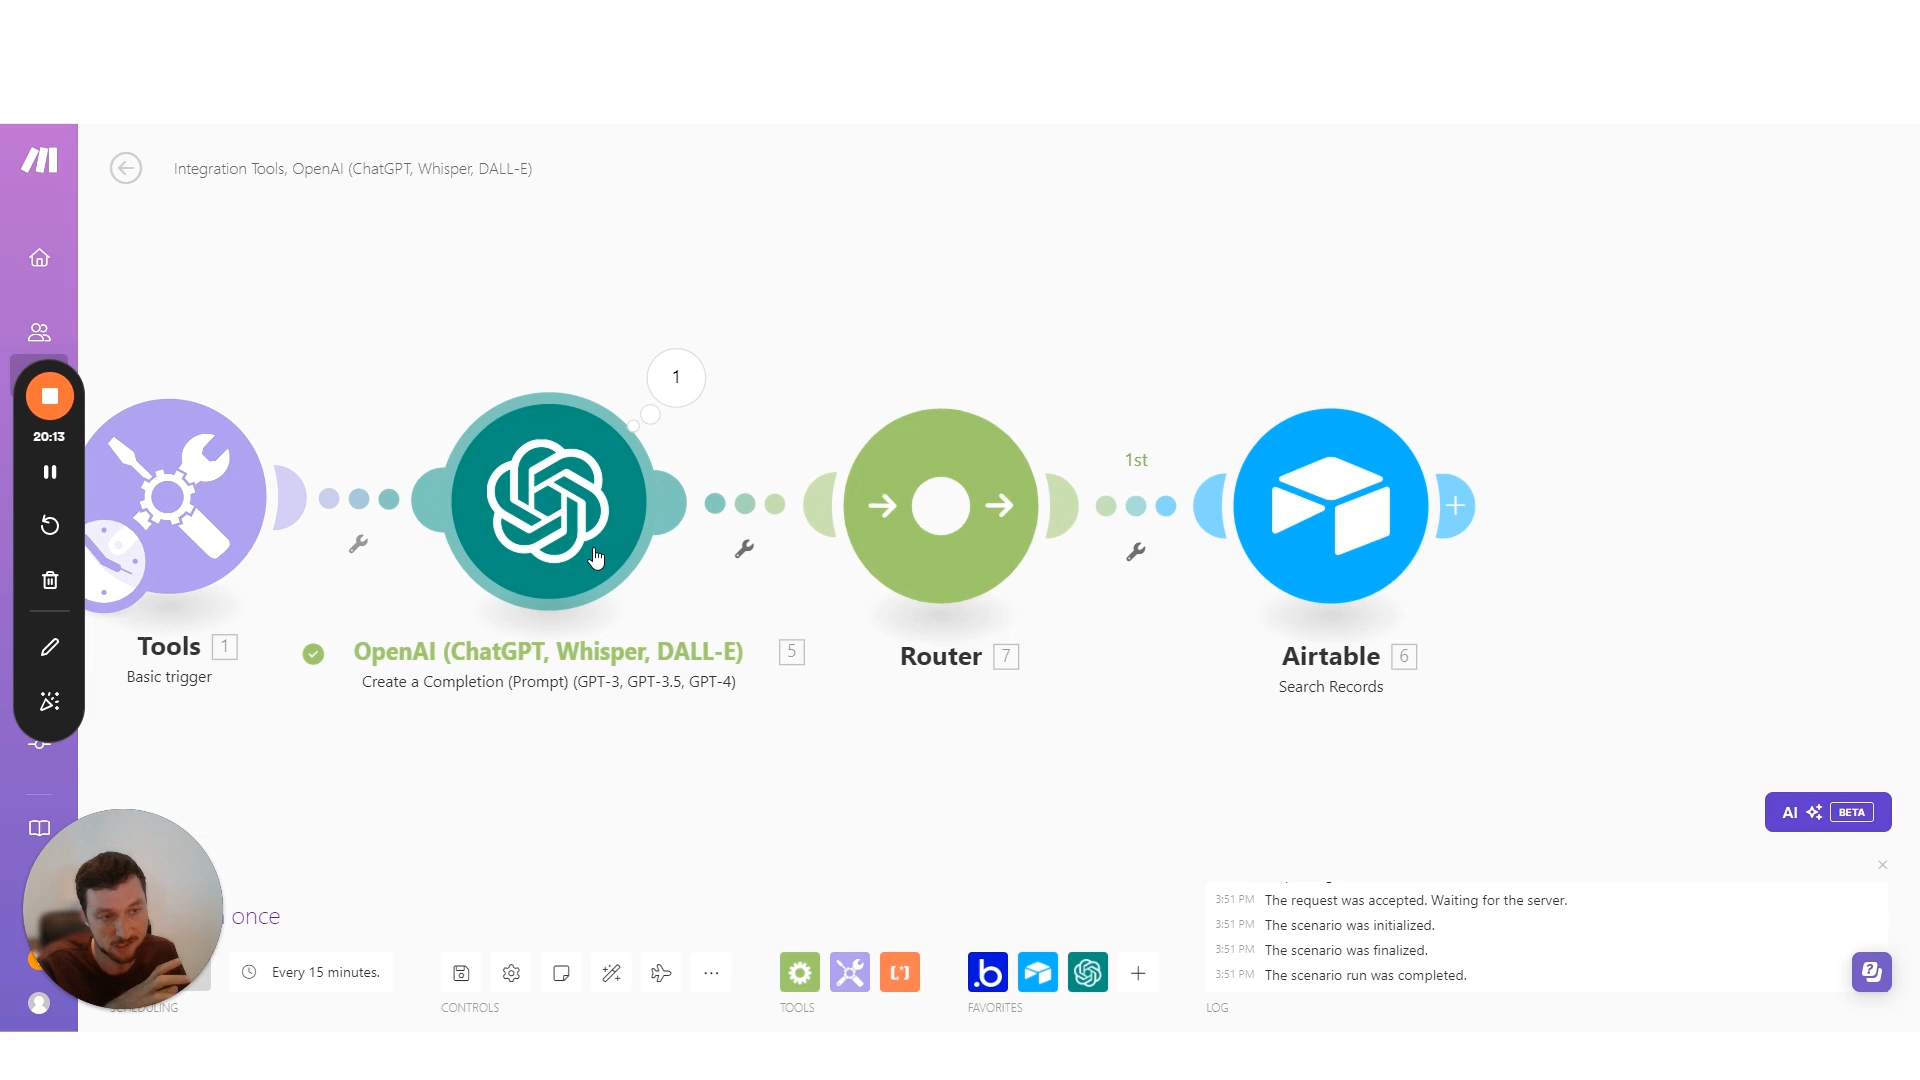 Integration Tools, OpenAI (ChatGPT, Whisper, DALL-E)
1
1st
20:13
Tools 1
Basic trigger
OpenAI (ChatGPT, Whisper, DALL-E) 5
Create a Completion (Prompt) (GPT-3, GPT-3.5, GPT-4)
Router 7
Airtable 6
Search Records
AI BETA
once
Every 15 minutes.
CONTROLS
TOOLS
FAVORITES
3:51 PM The request was accepted. Waiting for the server.
3:51 PM The scenario was initialized.
3:51 PM The scenario was finalized.
3:51 PM The scenario run was completed.
LOG